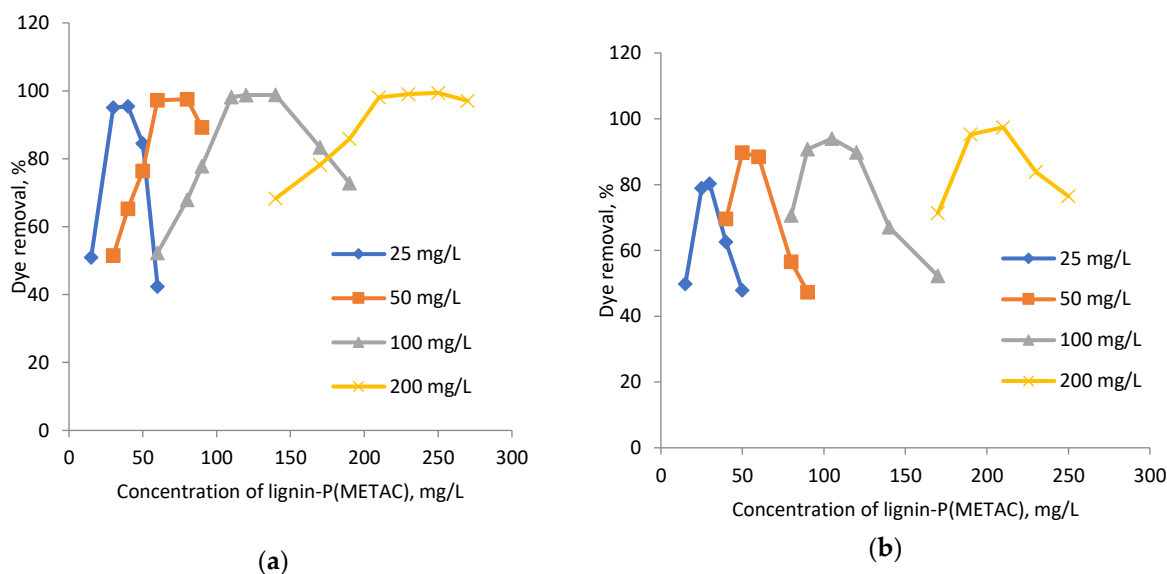 120
100
80
60
40
20
0
Dye removal, %
0 50 100 150 200 250 300
Concentration of lignin-P(METAC), mg/L
25 mg/L
50 mg/L
100 mg/L
200 mg/L
(a)
120
100
80
60
40
20
0
Dye removal, %
0 50 100 150 200 250 300
Concentration of lignin-P(METAC), mg/L
25 mg/L
50 mg/L
100 mg/L
200 mg/L
(b)